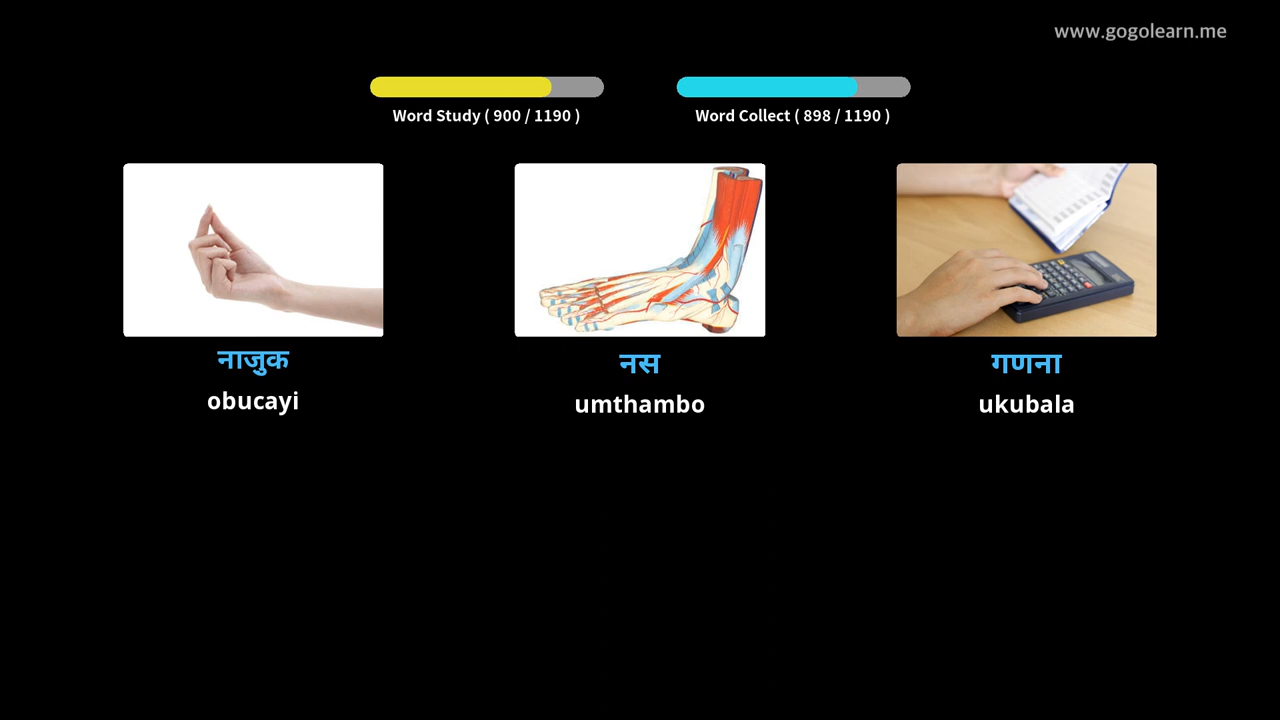 www.gogolearn.me
Word Study ( 900 / 1190 )
Word Collect ( 898 / 1190 )
नाज़ुक
obucayi
नस
umthambo
गणना
ukubala